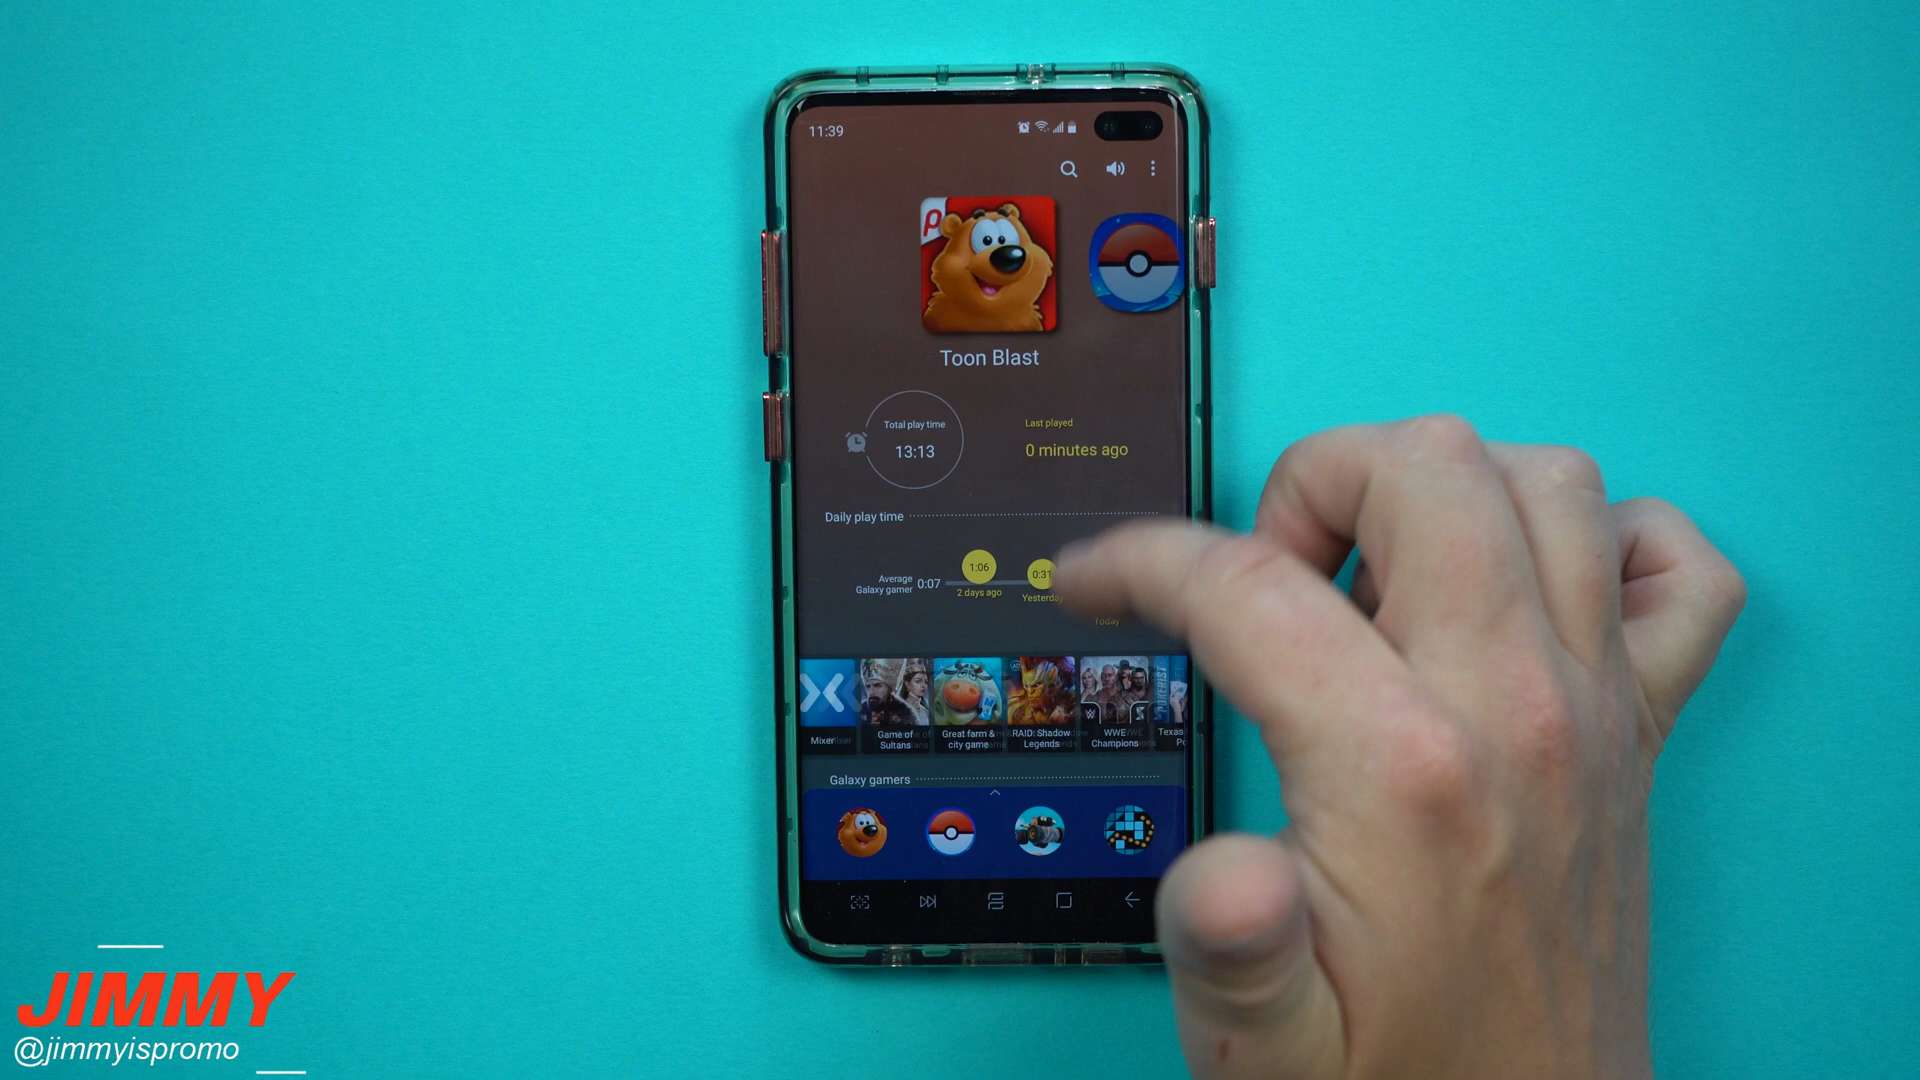 11:39
Toon Blast
Total play time
13:13
Last played
0 minutes ago
Daily play time
Average
Galaxy gamer
0:07
1:06
2 days ago
0:31
Yesterday
Today
Mixer
Game of
Sultans
Great farm &
city game
RAID: Shadow
Legends
WWE
Champions
Texas
Galaxy gamers
JIMMY
@jimmyispromo